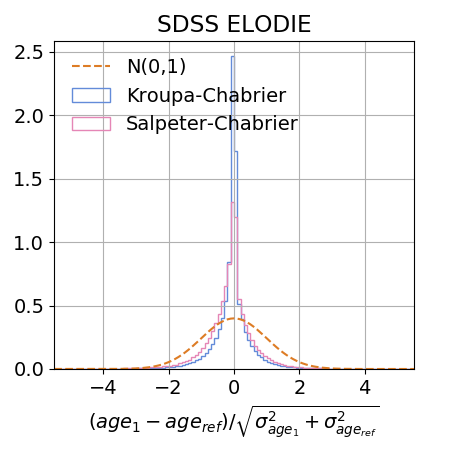 SDSS ELODIE
2.5
2.0
1.5
1.0
0.5
0.0
N(0,1)
Kroupa-Chabrier
Salpeter-Chabrier
−4 −2 0 2 4
(age₁ − age_ref)/√(σ²_age₁ + σ²_age_ref)